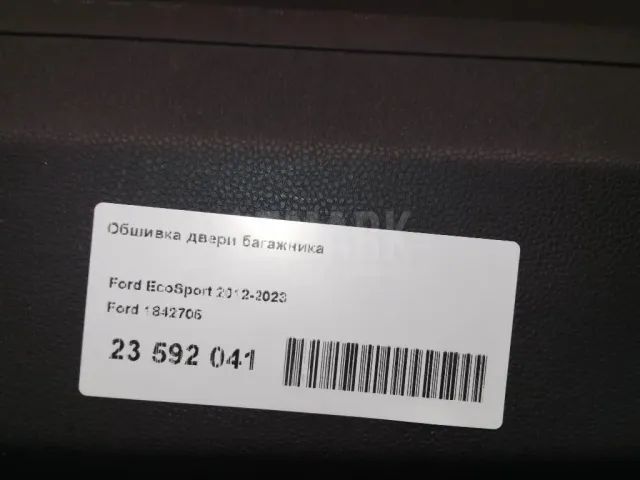 Обшивка двери багажника
Ford EcoSport 2012-2023
Ford 1842706
23 592 041